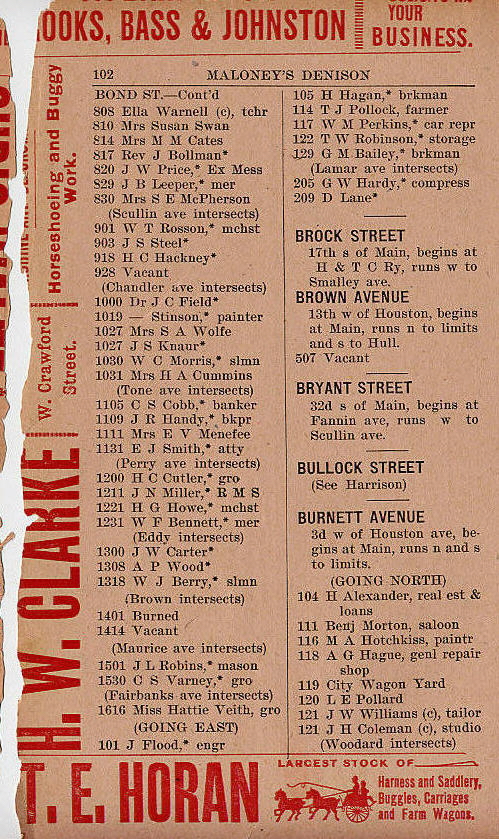 OOKS, BASS & JOHNSTON
YOUR
BUSINESS.
Horseshoeing and Buggy
Work.
W. Crawford
Street.
H. W. CLARKE
102 MALONEY'S DENISON
BOND ST.—Cont'd
808 Ella Warnell (c), tchr
810 Mrs Susan Swan
814 Mrs M M Cates
817 Rev J Bollman*
820 J W Price,* Ex Mess
829 J B Leeper,* mer
830 Mrs S E McPherson
(Scullin ave intersects)
901 W T Rosson,* mchst
903 J S Steel*
918 H C Hackney*
928 Vacant
(Chandler ave intersects)
1000 Dr J C Field*
1019 — Stinson,* painter
1027 Mrs S A Wolfe
1027 J S Knaur*
1030 W C Morris,* slmn
1031 Mrs H A Cummins
(Tone ave intersects)
1105 C S Cobb,* banker
1109 J R Handy,* bkpr
1111 Mrs E V Menefee
1131 E J Smith,* atty
(Perry ave intersects)
1200 H C Cutler,* gro
1211 J N Miller,* R M S
1221 H G Howe,* mchst
1231 W F Bennett,* mer
(Eddy intersects)
1300 J W Carter*
1308 A P Wood*
1318 W J Berry,* slmn
(Brown intersects)
1401 Burned
1414 Vacant
(Maurice ave intersects)
1501 J L Robins,* mason
1530 C S Varney,* gro
(Fairbanks ave intersects)
1616 Miss Hattie Veith, gro
(GOING EAST)
101 J Flood,* engr
105 H Hagan,* brkman
114 T J Pollock, farmer
117 W M Perkins,* car repr
122 T W Robinson,* storage
129 G M Bailey,* brkman
(Lamar ave intersects)
205 G W Hardy,* compress
209 D Lane*
BROCK STREET
17th s of Main, begins at
H & T C Ry, runs w to
Smalley ave.
BROWN AVENUE
13th w of Houston, begins
at Main, runs n to limits
and s to Hull.
507 Vacant
BRYANT STREET
32d s of Main, begins at
Fannin ave, runs w to
Scullin ave.
BULLOCK STREET
(See Harrison)
BURNETT AVENUE
3d w of Houston ave, be-
gins at Main, runs n and s
to limits.
(GOING NORTH)
104 H Alexander, real est &
loans
111 Benj Morton, saloon
116 M A Hotchkiss, paintr
118 A G Hague, genl repair
shop
119 City Wagon Yard
120 L E Pollard
121 J W Williams (c), tailor
121 J H Coleman (c), studio
(Woodard intersects)
T. E. HORAN
LARGEST STOCK OF
Harness and Saddlery,
Buggies, Carriages
and Farm Wagons.